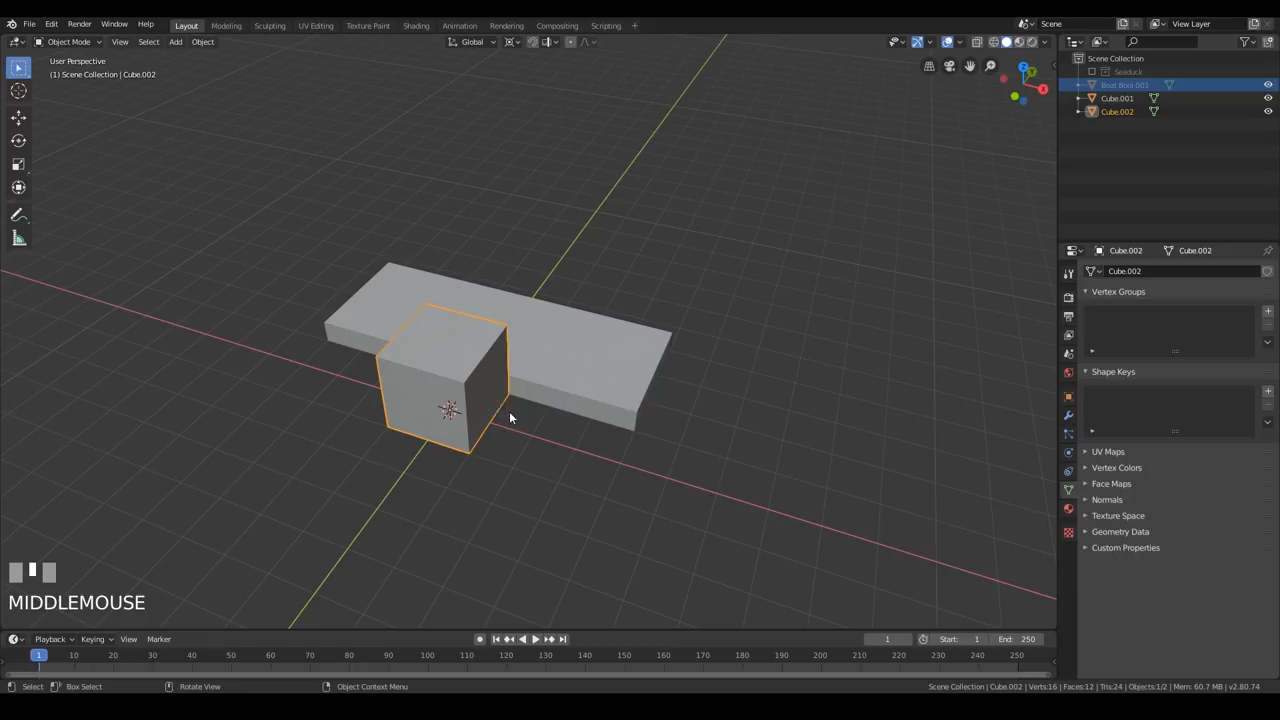 File Edit Render Window Help Layout Modeling Sculpting UV Editing Texture Paint Shading Animation Rendering Compositing Scripting Scene View Layer
Object Mode View Select Add Object Global
User Perspective
(1) Scene Collection | Cube.002
Scene Collection
Seaduck
Boat Bool.001
Cube.001
Cube.002
X
Y
Z
Cube.002 Cube.002
Cube.002
Vertex Groups
Shape Keys
UV Maps
Vertex Colors
Face Maps
Normals
Texture Space
Geometry Data
Custom Properties
MIDDLEMOUSE
Playback Keying View Marker 1 Start: 1 End: 250
1 10 20 30 40 50 60 70 80 90 100 110 120 130 140 150 160 170 180 190 200 210 220 230 240 250
Select Box Select Rotate View Object Context Menu Scene Collection | Cube.002 | Verts:16 | Faces:12 | Tris:24 | Objects:1/2 | Mem: 60.7 MB | v2.80.74